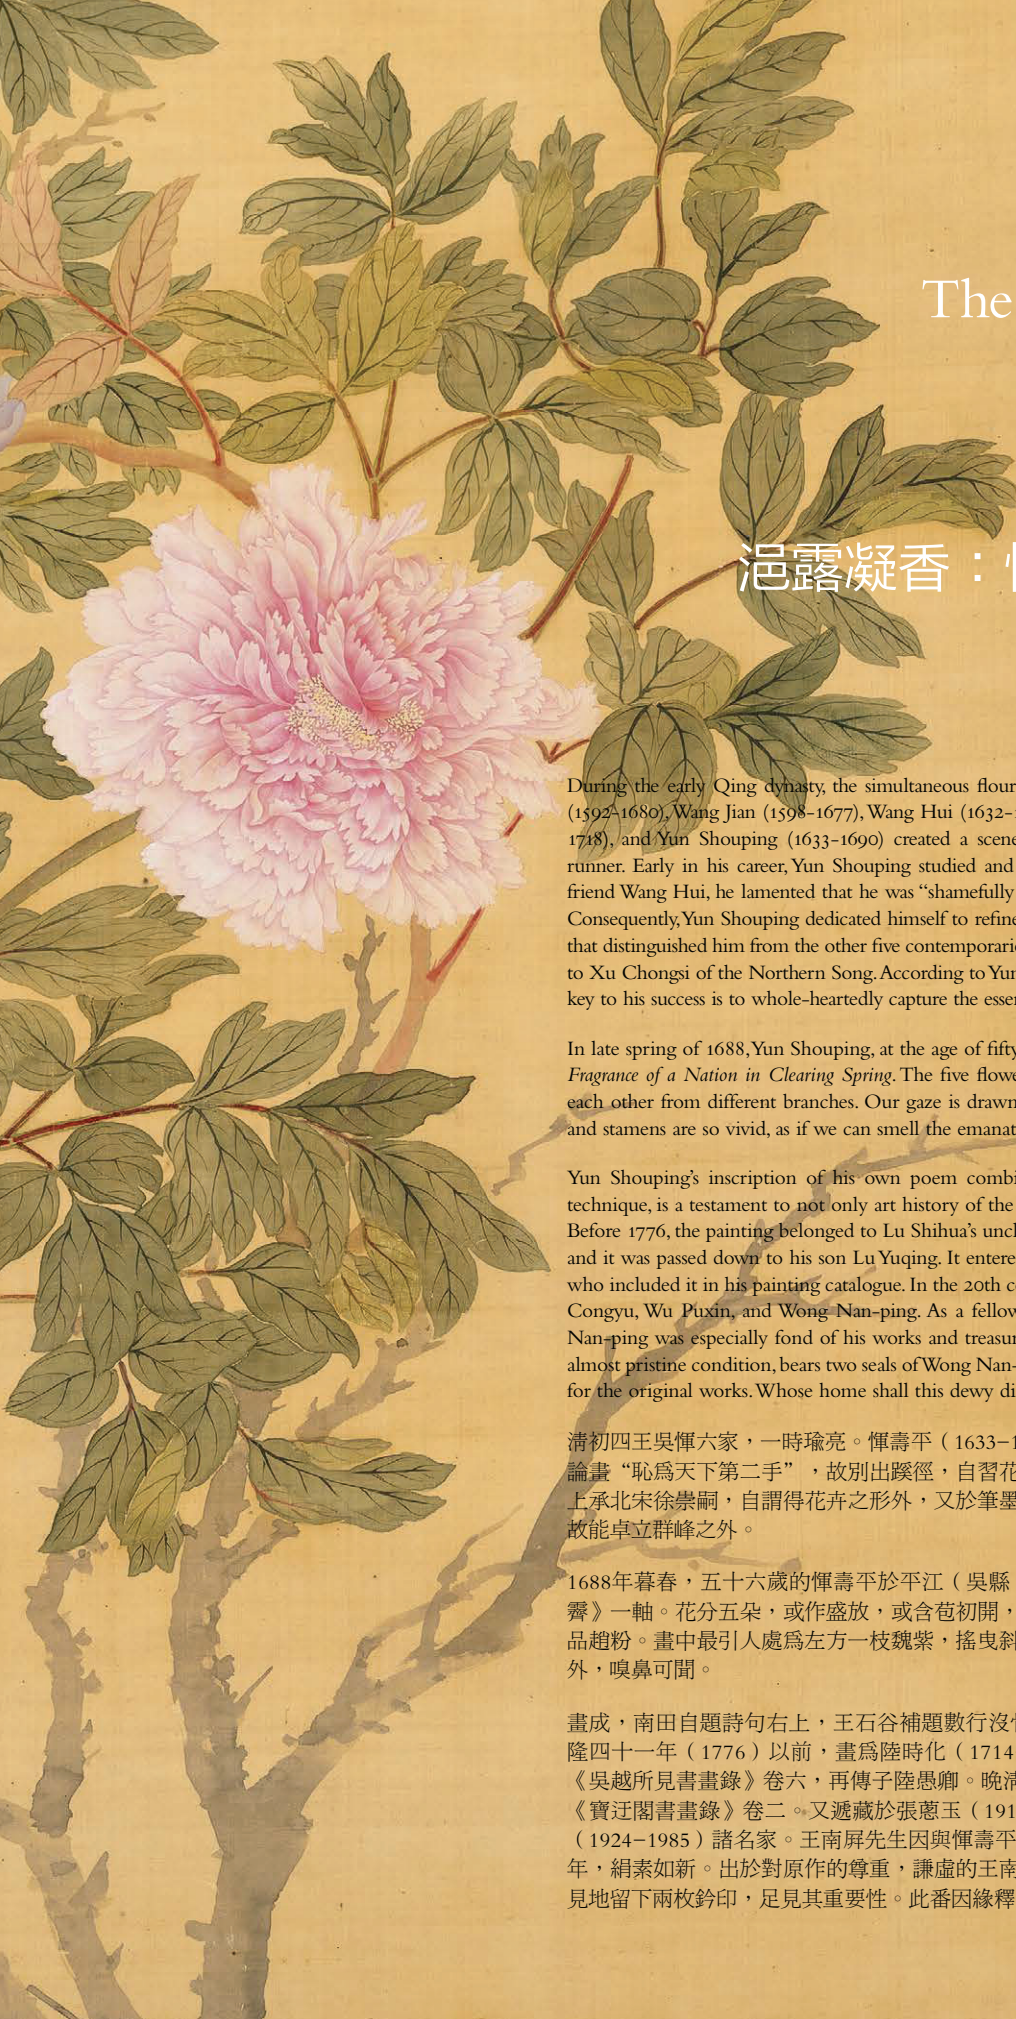 The
浥露凝香：
During the early Qing dynasty, the simultaneous flour
(1592-1680), Wang Jian (1598-1677), Wang Hui (1632-1
1718), and Yun Shouping (1633-1690) created a scene
runner. Early in his career, Yun Shouping studied and
friend Wang Hui, he lamented that he was “shamefully
Consequently, Yun Shouping dedicated himself to refine
that distinguished him from the other five contemporari
to Xu Chongsi of the Northern Song. According to Yun
key to his success is to whole-heartedly capture the esser
In late spring of 1688, Yun Shouping, at the age of fifty
Fragrance of a Nation in Clearing Spring. The five flowe
each other from different branches. Our gaze is drawn
and stamens are so vivid, as if we can smell the emanat
Yun Shouping’s inscription of his own poem combi
technique, is a testament to not only art history of the
Before 1776, the painting belonged to Lu Shihua’s uncl
and it was passed down to his son Lu Yuqing. It entere
who included it in his painting catalogue. In the 20th c
Congyu, Wu Puxin, and Wong Nan-ping. As a fellow
Nan-ping was especially fond of his works and treasur
almost pristine condition, bears two seals of Wong Nan-
for the original works. Whose home shall this dewy di
清初四王吳惲六家，一時瑜亮。惲壽平（1633–1
論畫“恥爲天下第二手”，故別出蹊徑，自習花
上承北宋徐崇嗣，自謂得花卉之形外，又於筆墨
故能卓立群峰之外。
1688年暮春，五十六歲的惲壽平於平江（吳縣
霽》一軸。花分五朵，或作盛放，或含苞初開，
品趙粉。畫中最引人處爲左方一枝魏紫，搖曳斜
外，嗅鼻可聞。
畫成，南田自題詩句右上，王石谷補題數行沒
隆四十一年（1776）以前，畫爲陸時化（1714
《吳越所見書畫錄》卷六，再傳子陸愚卿。晚清
《寶迂閣書畫錄》卷二。又遞藏於張蔥玉（191
（1924–1985）諸名家。王南屏先生因與惲壽平
年，絹素如新。出於對原作的尊重，謙虛的王南
見地留下兩枚鈐印，足見其重要性。此番因緣釋